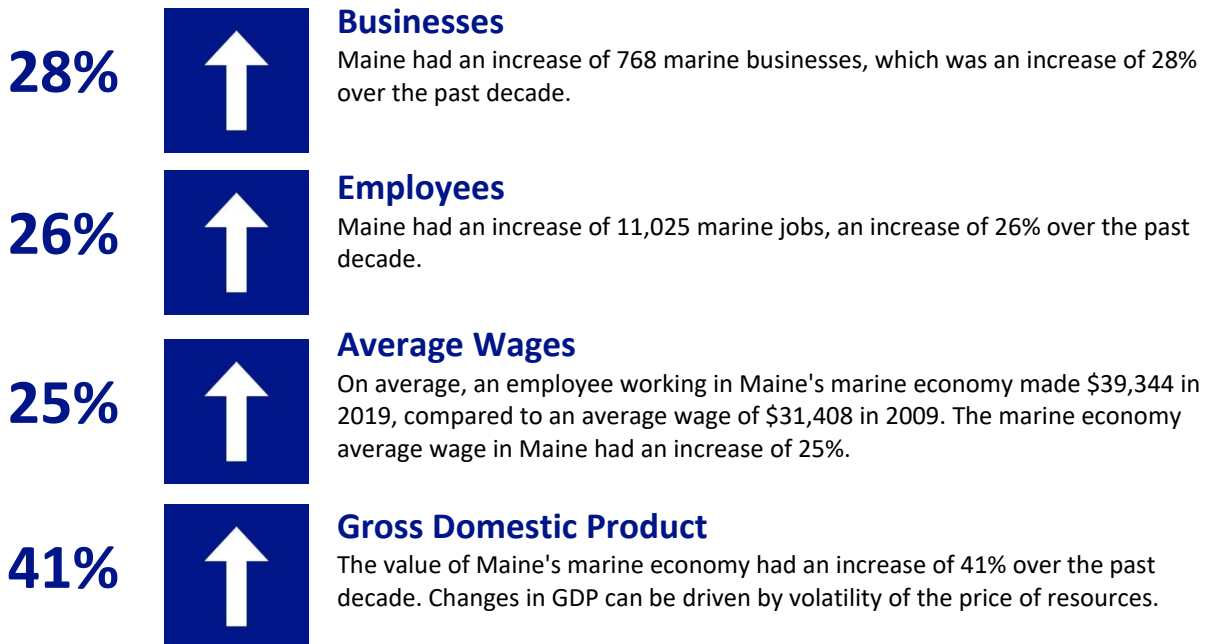 28%
Businesses
Maine had an increase of 768 marine businesses, which was an increase of 28%
over the past decade.
26%
Employees
Maine had an increase of 11,025 marine jobs, an increase of 26% over the past
decade.
25%
Average Wages
On average, an employee working in Maine's marine economy made $39,344 in
2019, compared to an average wage of $31,408 in 2009. The marine economy
average wage in Maine had an increase of 25%.
41%
Gross Domestic Product
The value of Maine's marine economy had an increase of 41% over the past
decade. Changes in GDP can be driven by volatility of the price of resources.